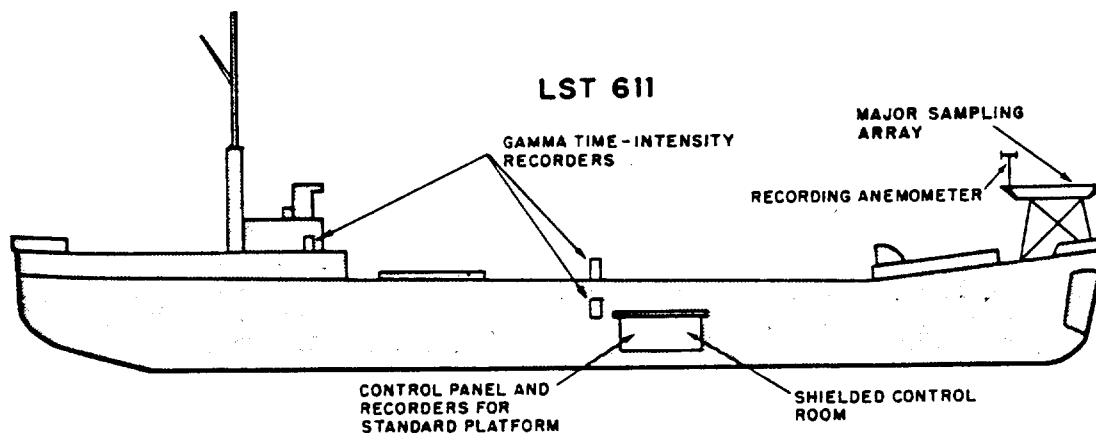 LST 611
GAMMA TIME-INTENSITY
RECORDERS
MAJOR SAMPLING
ARRAY
RECORDING ANEMOMETER
CONTROL PANEL AND
RECORDERS FOR
STANDARD PLATFORM
SHIELDED CONTROL
ROOM